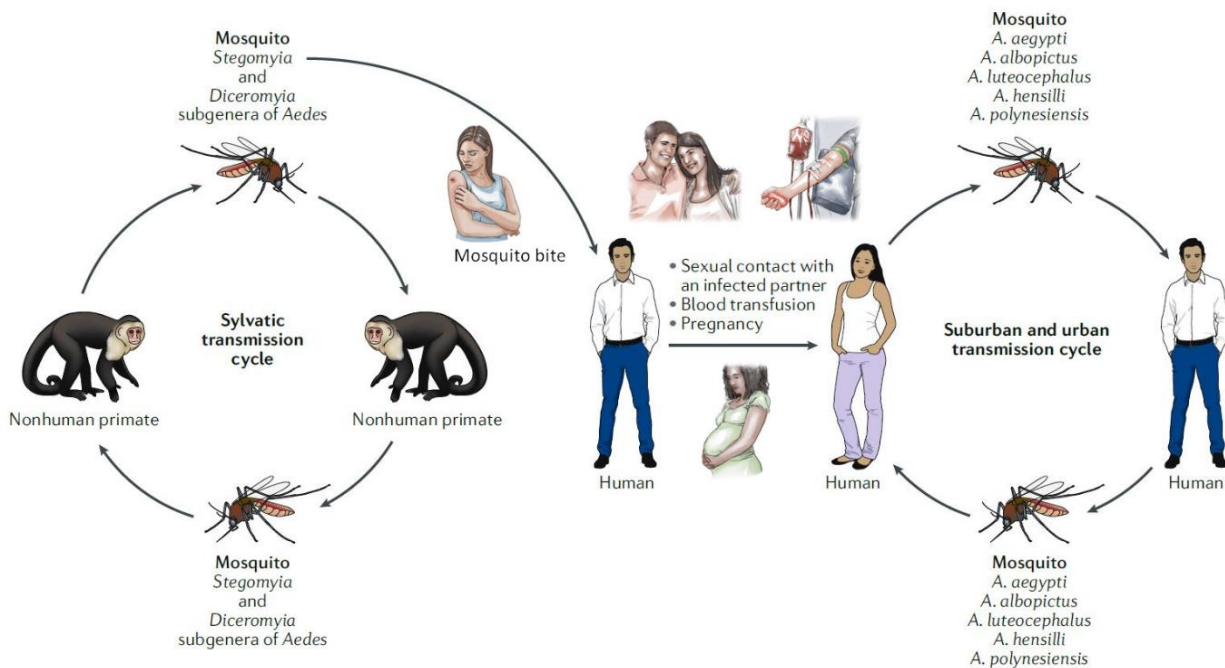 Mosquito
Stegomyia
and
Diceromyia
subgenera of Aedes
Mosquito bite
Nonhuman primate
Sylvatic
transmission
cycle
Nonhuman primate
Mosquito
Stegomyia
and
Diceromyia
subgenera of Aedes
Human
• Sexual contact with
an infected partner
• Blood transfusion
• Pregnancy
Human
Mosquito
A. aegypti
A. albopictus
A. luteocephalus
A. hensilli
A. polynesiensis
Suburban and urban
transmission cycle
Human
Mosquito
A. aegypti
A. albopictus
A. luteocephalus
A. hensilli
A. polynesiensis